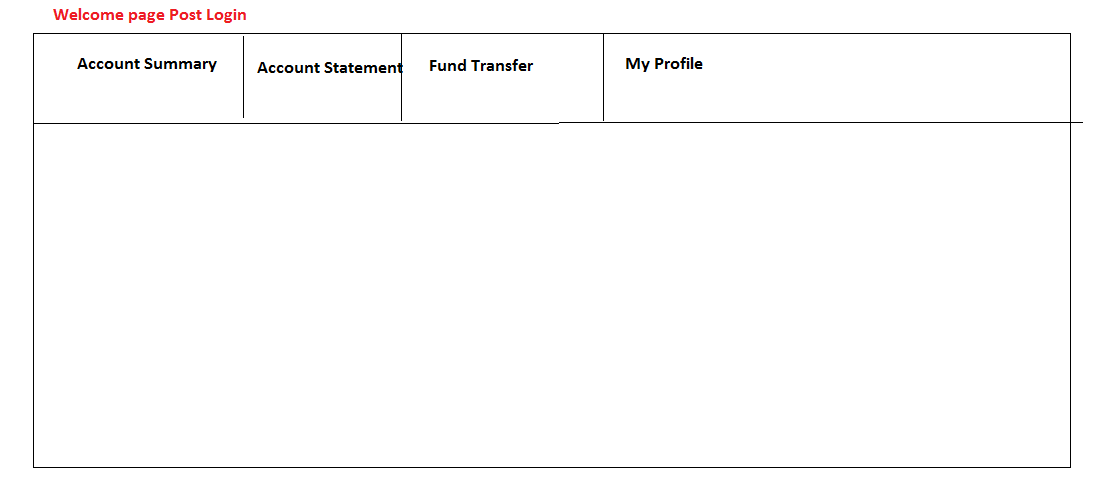 Welcome page Post Login
Account Summary
Account Statement
Fund Transfer
My Profile